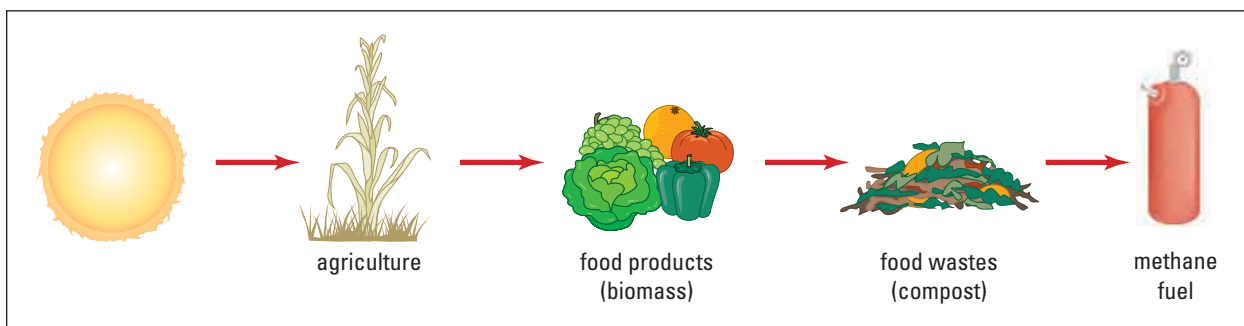 agriculture
food products
(biomass)
food wastes
(compost)
methane
fuel